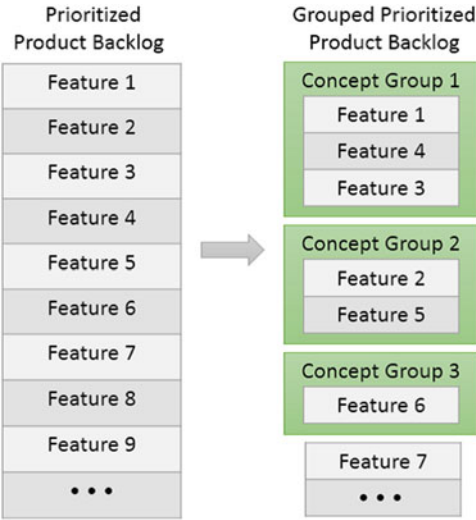 Prioritized
Product Backlog
Feature 1
Feature 2
Feature 3
Feature 4
Feature 5
Feature 6
Feature 7
Feature 8
Feature 9
• • •
Grouped Prioritized
Product Backlog
Concept Group 1
Feature 1
Feature 4
Feature 3
Concept Group 2
Feature 2
Feature 5
Concept Group 3
Feature 6
Feature 7
• • •